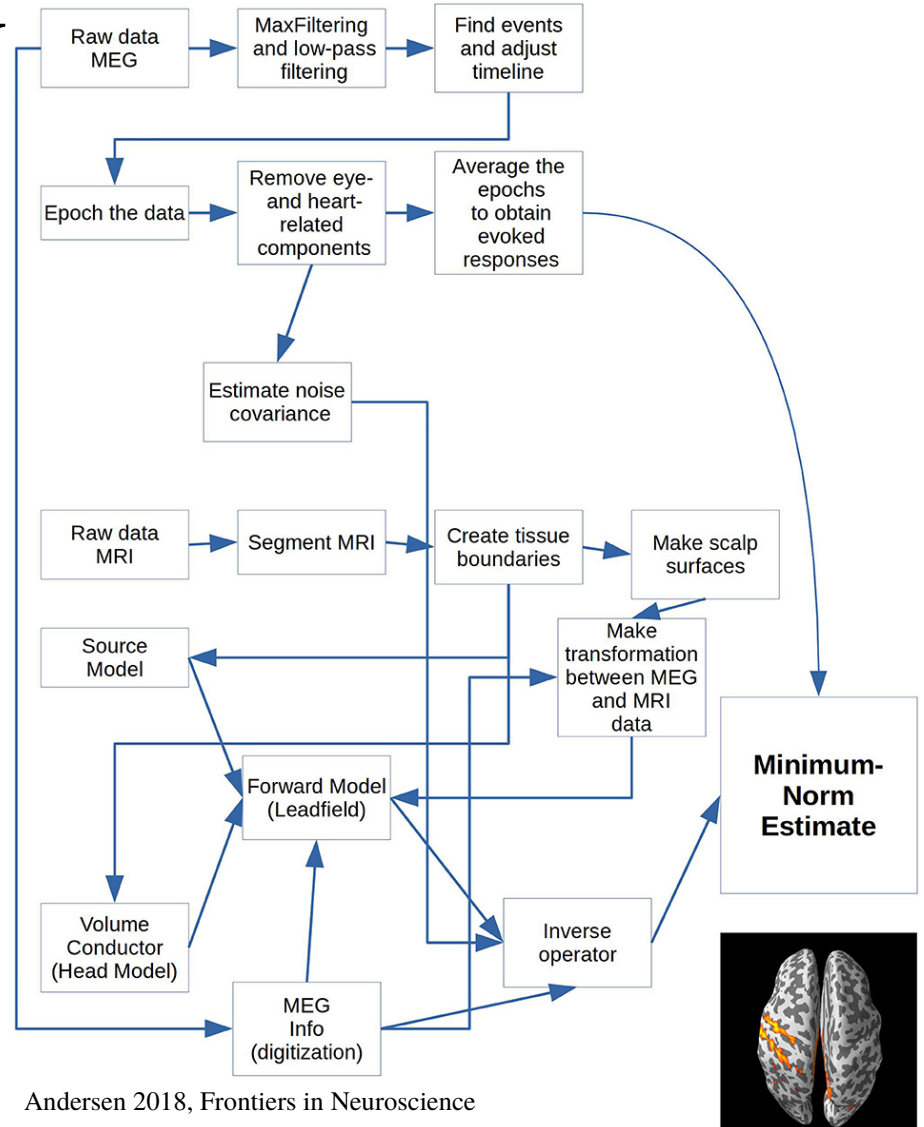 Raw data
MEG
MaxFiltering
and low-pass
filtering
Find events
and adjust
timeline
Epoch the data
Remove eye-
and heart-
related
components
Average the
epochs
to obtain
evoked
responses
Estimate noise
covariance
Raw data
MRI
Segment MRI
Create tissue
boundaries
Make scalp
surfaces
Source
Model
Make
transformation
between MEG
and MRI
data
Forward Model
(Leadfield)
Minimum-
Norm
Estimate
Volume
Conductor
(Head Model)
Inverse
operator
MEG
Info
(digitization)
Andersen 2018, Frontiers in Neuroscience